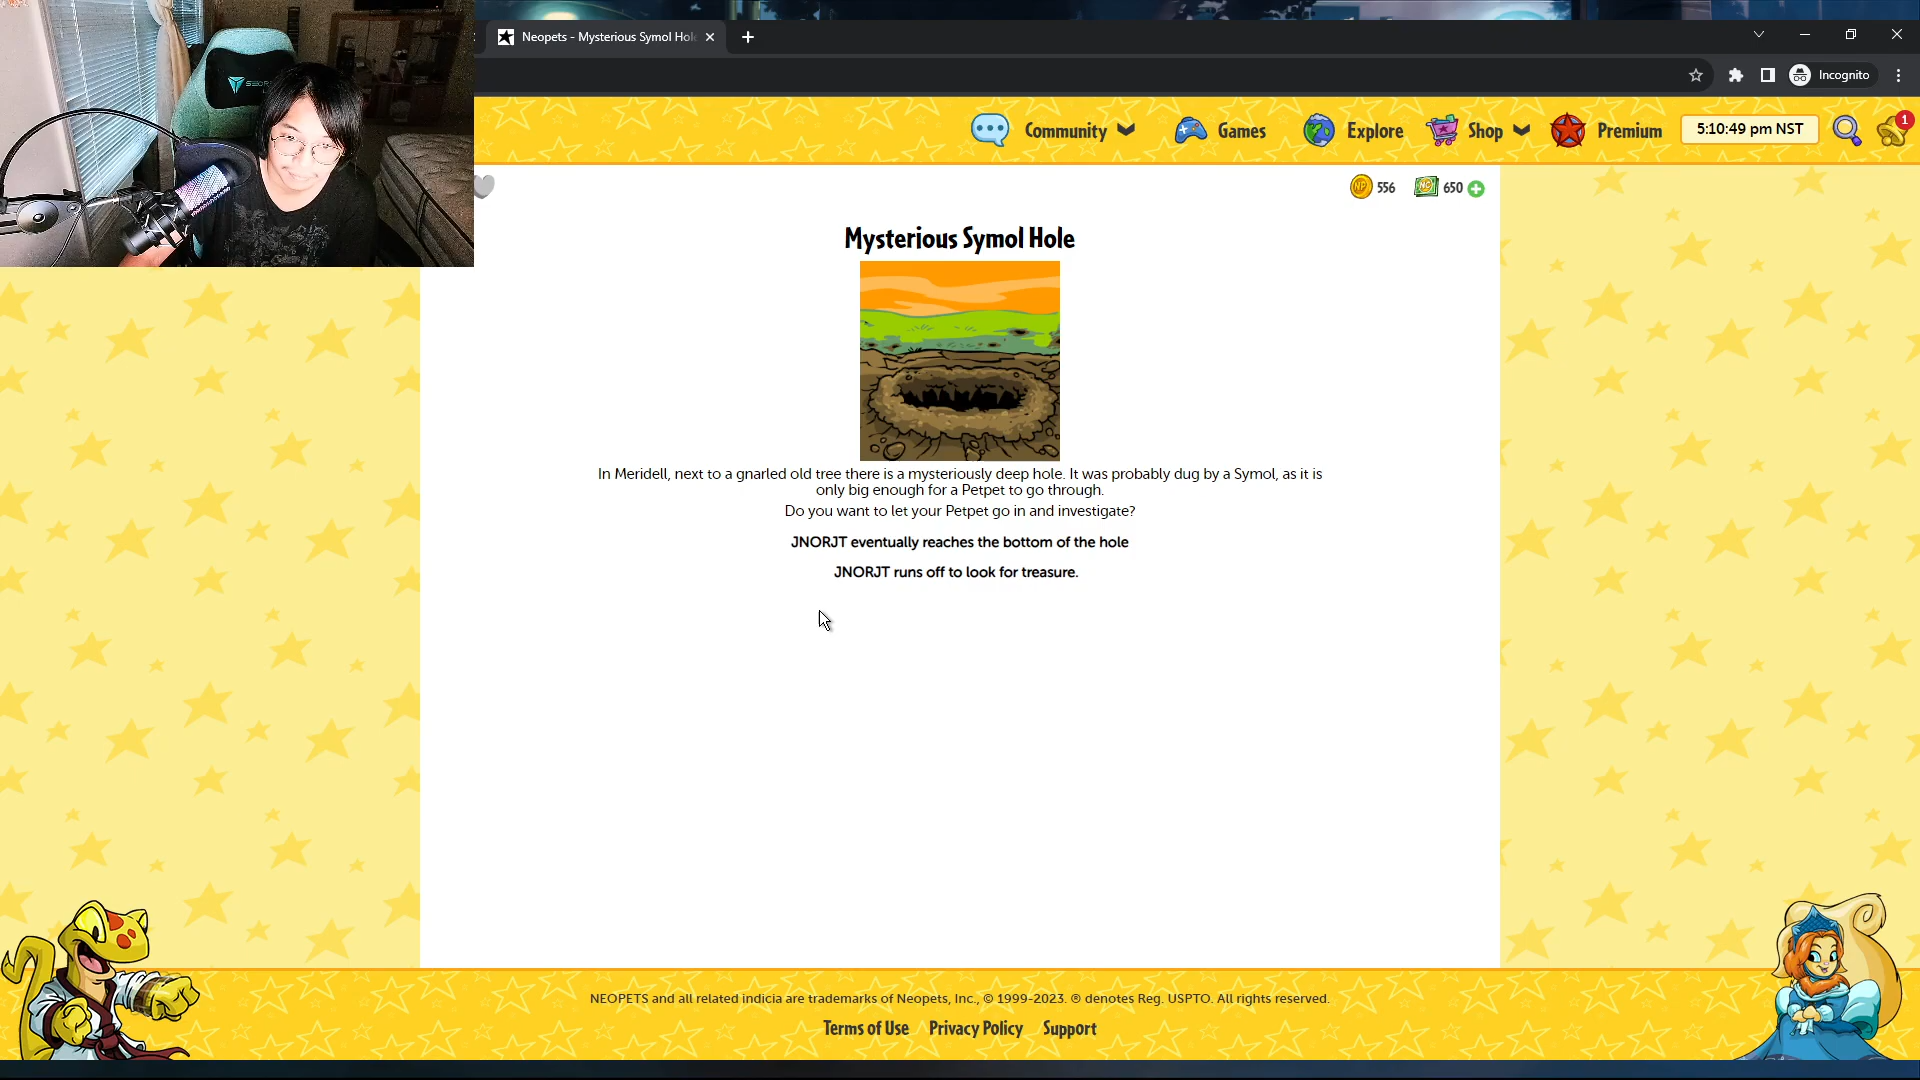 Neopets - Mysterious Symol Hol
Incognito
Community
Games
Explore
Shop
Premium
5:10:49 pm NST
1
NP
556
NC
650
Mysterious Symol Hole
In Meridell, next to a gnarled old tree there is a mysteriously deep hole. It was probably dug by a Symol, as it is
only big enough for a Petpet to go through.
Do you want to let your Petpet go in and investigate?
JNORJT eventually reaches the bottom of the hole
JNORJT runs off to look for treasure.
NEOPETS and all related indicia are trademarks of Neopets, Inc., © 1999-2023. ® denotes Reg. USPTO. All rights reserved.
Terms of Use
Privacy Policy
Support